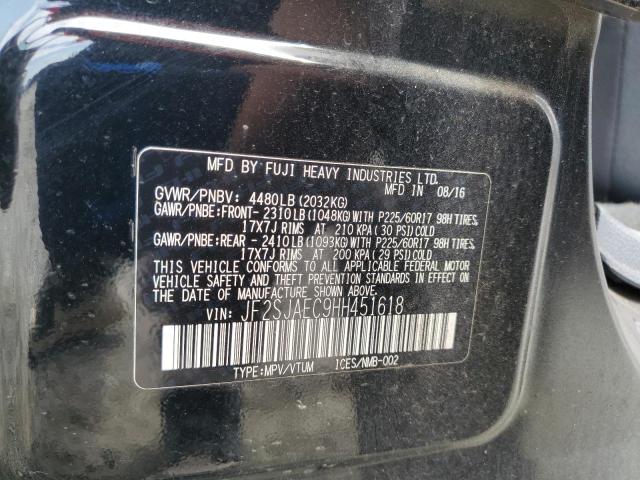 MFD BY FUJI HEAVY INDUSTRIES LTD.
MFD IN 08/16
GVWR/PNBV: 4480LB(2032KG)
GAWR/PNBE:FRONT- 2310LB(1048KG)WITH P225/60R17 98H TIRES,
17X7J RIMS AT 210 KPA(30 PSI)COLD
GAWR/PNBE:REAR - 2410LB(1093KG)WITH P225/60R17 98H TIRES,
17X7J RIMS AT 200 KPA(29 PSI)COLD
THIS VEHICLE CONFORMS TO ALL APPLICABLE FEDERAL MOTOR
VEHICLE SAFETY AND THEFT PREVENTION STANDARDS IN EFFECT
ON THE DATE OF MANUFACTURE SHOWN ABOVE.
VIN: JF2SJAEC9HH451618
TYPE:MPV/VTUM ICES/NMB-002